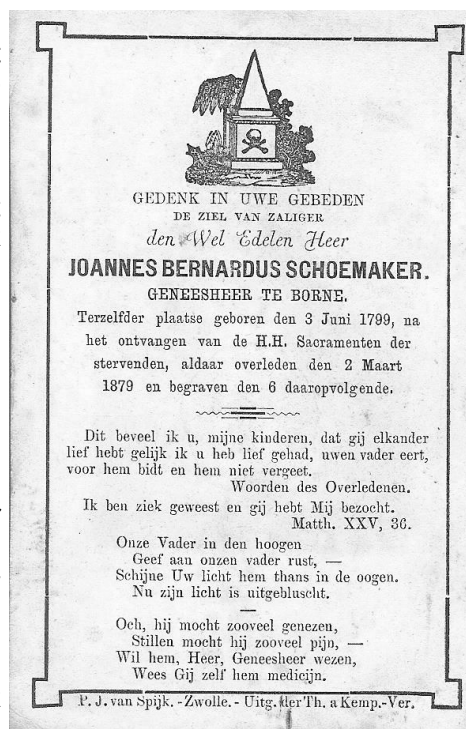 GEDENK IN UWE GEBEDEN
DE ZIEL VAN ZALIGER
den Wel Edelen Heer
JOANNES BERNARDUS SCHOEMAKER.
GENEESHEER TE BORNE.
Terzelfder plaatse geboren den 3 Juni 1799, na
het ontvangen van de H.H. Sacramenten der
stervenden, aldaar overleden den 2 Maart
1879 en begraven den 6 daaropvolgende.
Dit beveel ik u, mijne kinderen, dat gij elkander
lief hebt gelijk ik u heb lief gehad, uwen vader eert,
voor hem bidt en hem niet vergeet.
Woorden des Overledenen.
Ik ben ziek geweest en gij hebt Mij bezocht.
Matth. XXV, 36.
Onze Vader in den hoogen
Geef aan onzen vader rust, —
Schijne Uw licht hem thans in de oogen.
Nu zijn licht is uitgebluscht.
Och, hij mocht zooveel genezen,
Stillen mocht hij zooveel pijn, —
Wil hem, Heer, Geneesheer wezen,
Wees Gij zelf hem medicijn.
P. J. van Spijk. - Zwolle. - Uitg. der Th. a Kemp.-Ver.